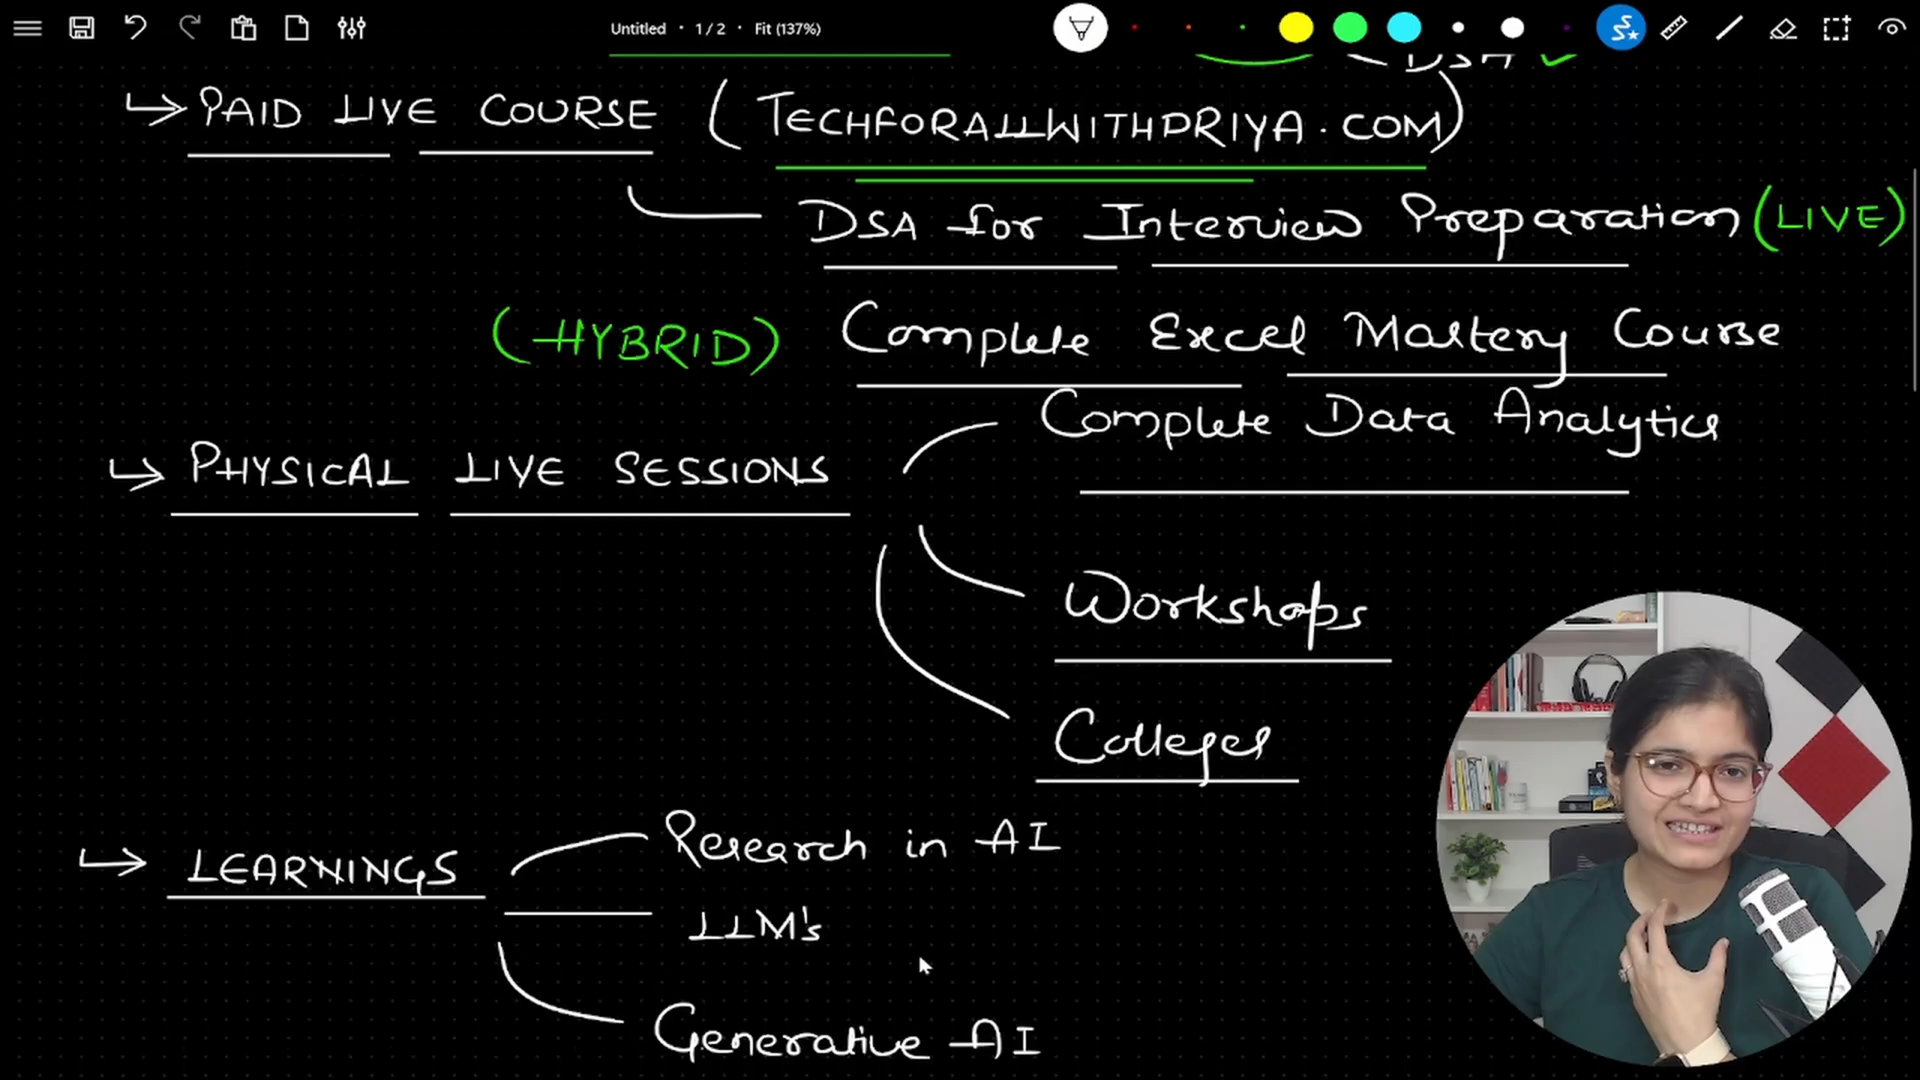 Untitled • 1 / 2 • Fit (137%)
DSA
PAID LIVE COURSE (TECHFORALLWITHPRIYA.COM)
DSA for Interview Preparation (LIVE)
(HYBRID) Complete Excel Mastery Course
Complete Data Analytics
PHYSICAL LIVE SESSIONS
Workshops
Colleges
LEARNINGS
Research in AI
LLM's
Generative AI